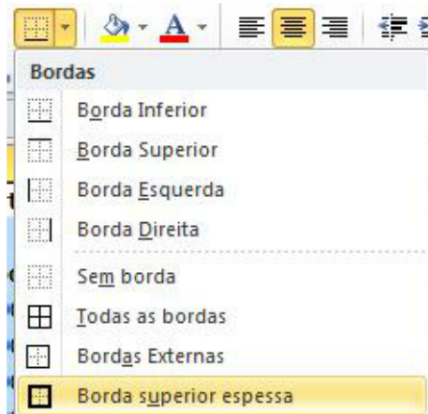 A
Bordas
Borda Inferior
Borda Superior
Borda Esquerda
Borda Direita
Sem borda
Todas as bordas
Bordas Externas
Borda superior espessa